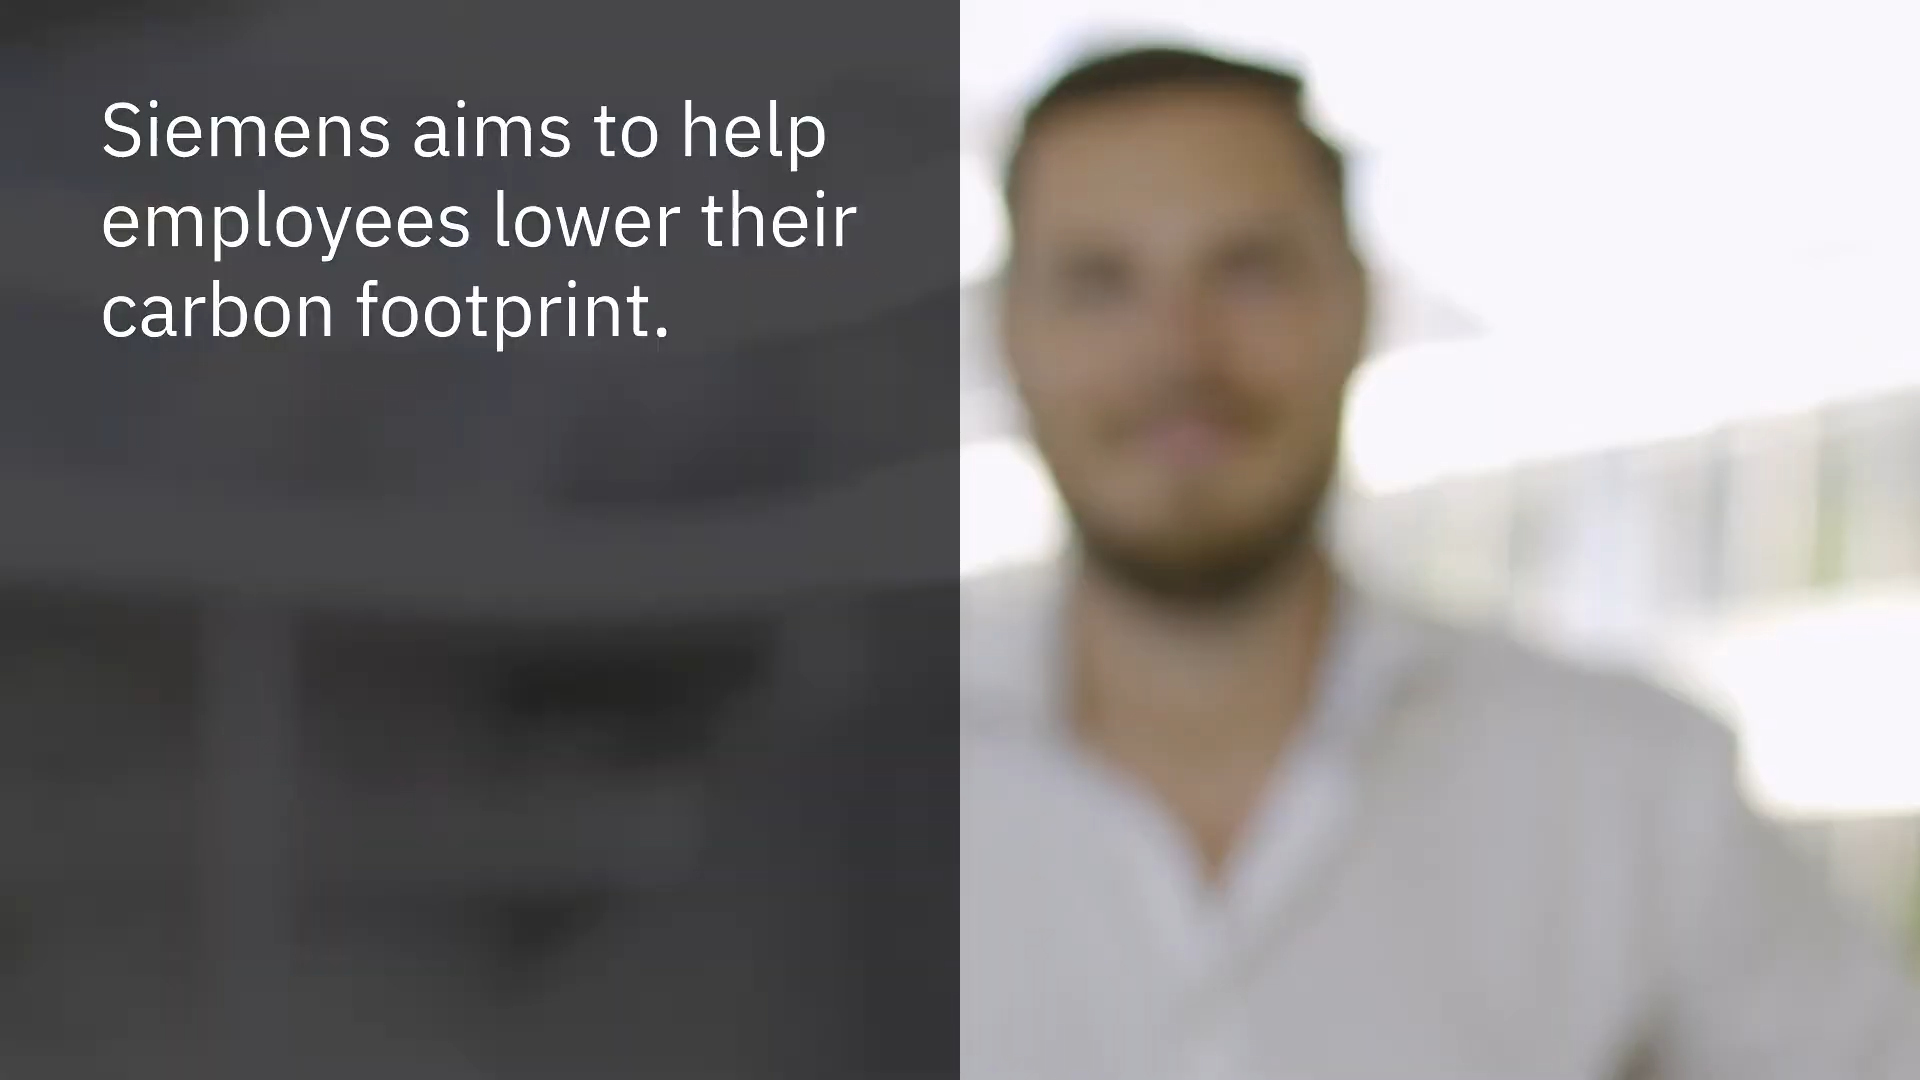 Siemens aims to help
employees lower their
carbon footprint.